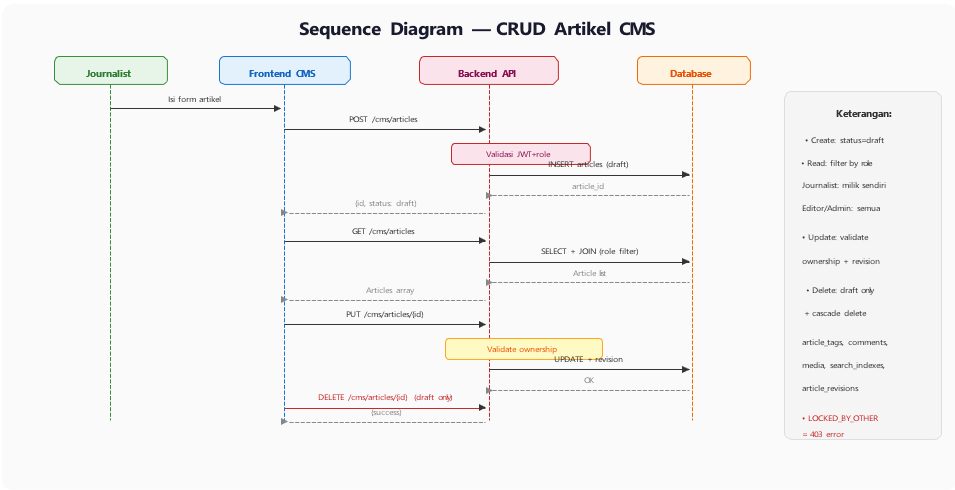 Sequence Diagram — CRUD Artikel CMS
Journalist
Frontend CMS
Backend API
Database
Isi form artikel
POST /cms/articles
Validasi JWT+role
INSERT articles (draft)
article_id
{id, status: draft}
GET /cms/articles
SELECT + JOIN (role filter)
Article list
Articles array
PUT /cms/articles/{id}
Validate ownership
UPDATE + revision
OK
DELETE /cms/articles/{id} (draft only)
{success}
Keterangan:
• Create: status=draft
• Read: filter by role
Journalist: milik sendiri
Editor/Admin: semua
• Update: validate
ownership + revision
• Delete: draft only
+ cascade delete
article_tags, comments,
media, search_indexes,
article_revisions
• LOCKED_BY_OTHER
= 403 error